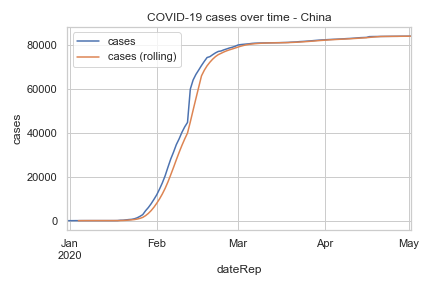 COVID-19 cases over time - China
cases
cases (rolling)
80000
60000
40000
20000
0
cases
Jan
2020
Feb
Mar
Apr
May
dateRep